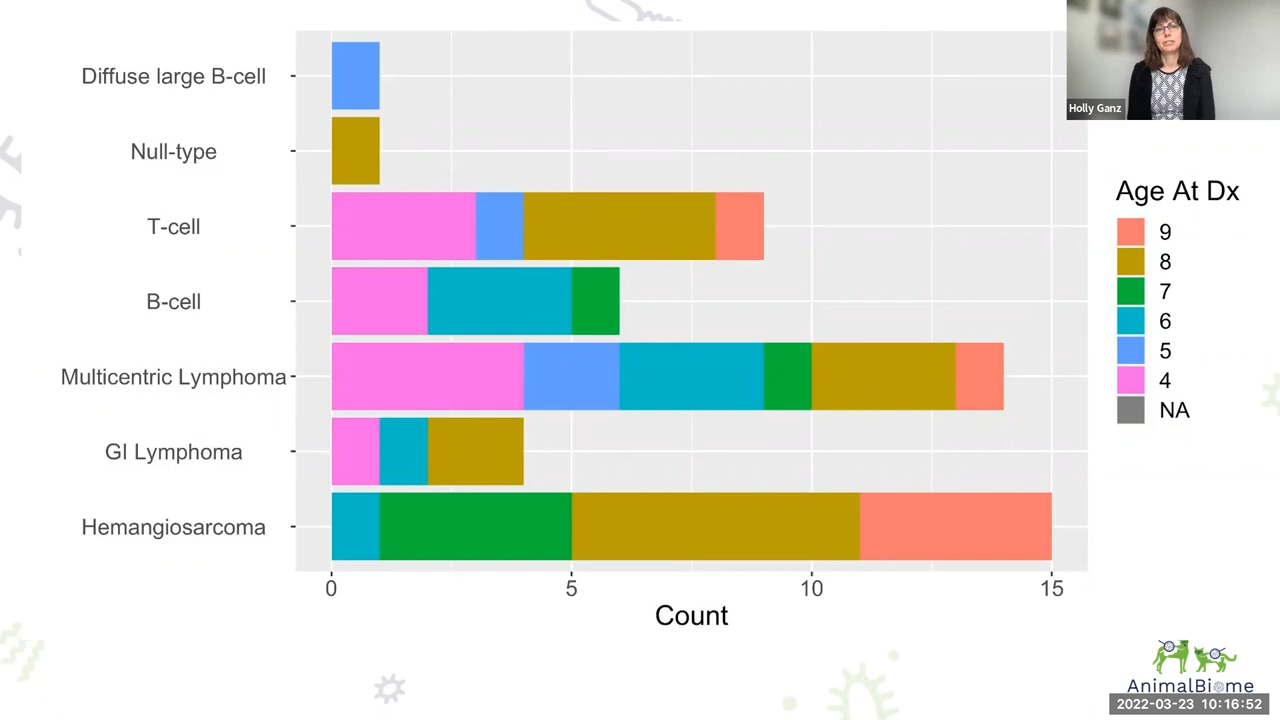 Diffuse large B-cell
Null-type
T-cell
B-cell
Multicentric Lymphoma
GI Lymphoma
Hemangiosarcoma
0
5
10
15
Count
Holly Ganz
Age At Dx
9
8
7
6
5
4
NA
AnimalBiome
2022-03-23 10:16:52